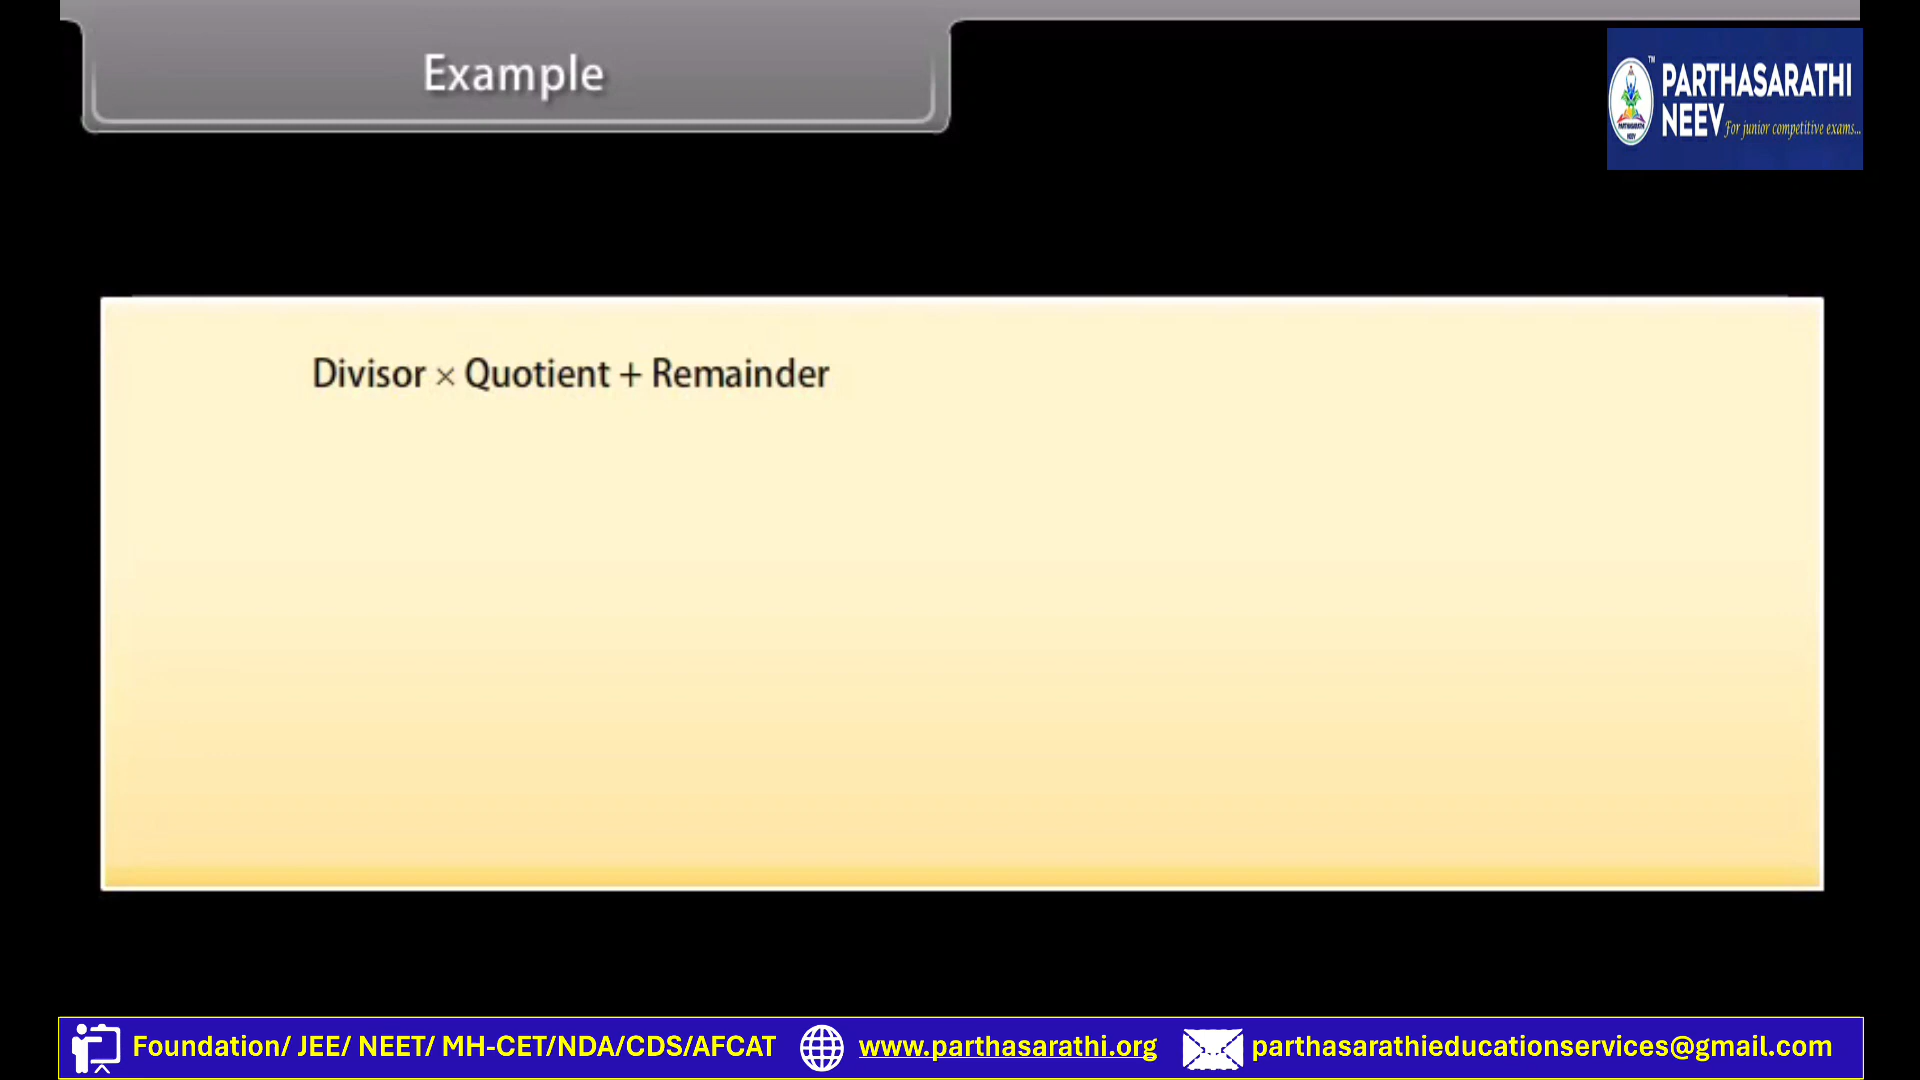 Example
PARTHASARATHI
NEEV For junior competitive exams...
Divisor × Quotient + Remainder
Foundation/ JEE/ NEET/ MH-CET/NDA/CDS/AFCAT www.parthasarathi.org parthasarathieducationservices@gmail.com